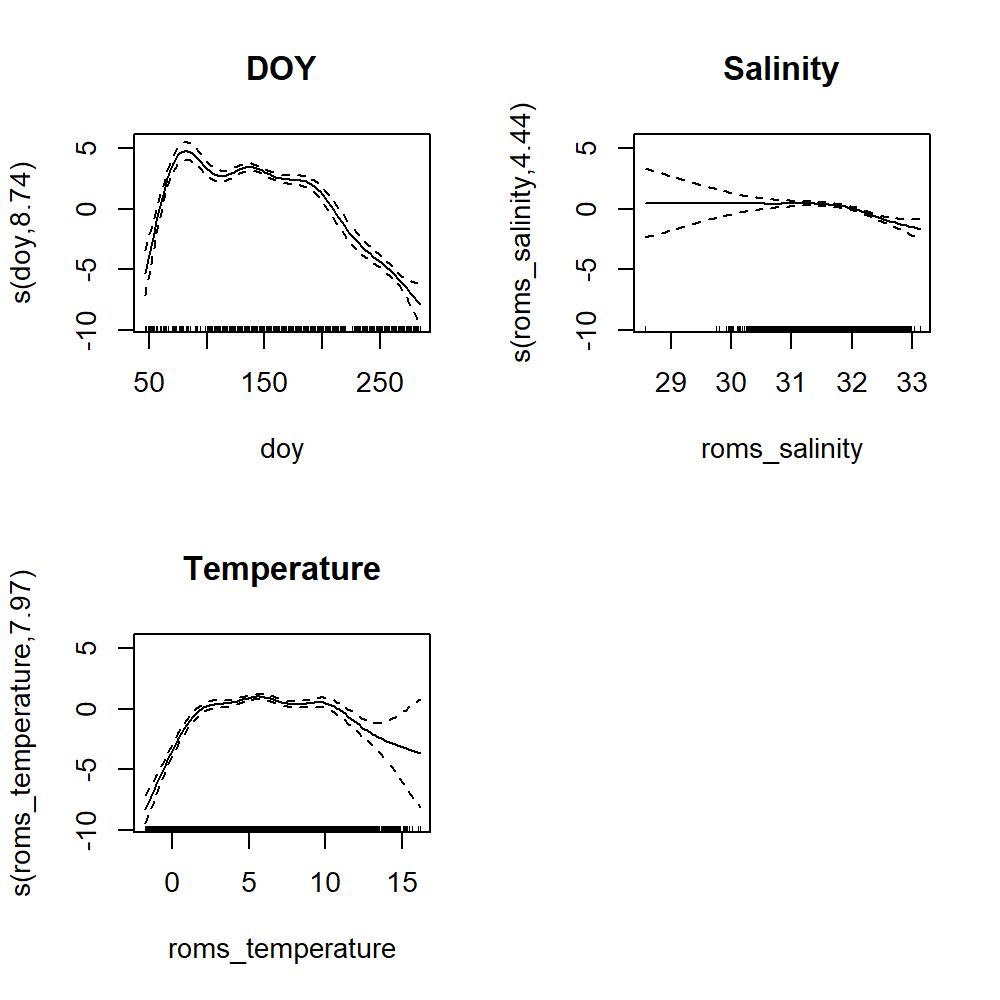 DOY
s(doy,8.74)
5
0
-5
-10
50
150
250
doy
Salinity
s(roms_salinity,4.44)
5
0
-5
-10
29
30
31
32
33
roms_salinity
Temperature
s(roms_temperature,7.97)
5
0
-5
-10
0
5
10
15
roms_temperature